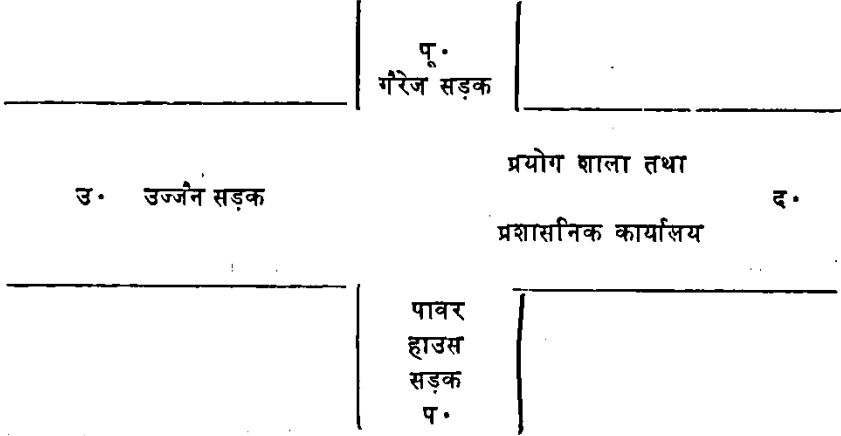 पू·
गैरेज सड़क
प्रयोग शाला तथा
उ· उज्जैन सड़क द·
प्रशासनिक कार्यालय
पावर
हाउस
सड़क
प·